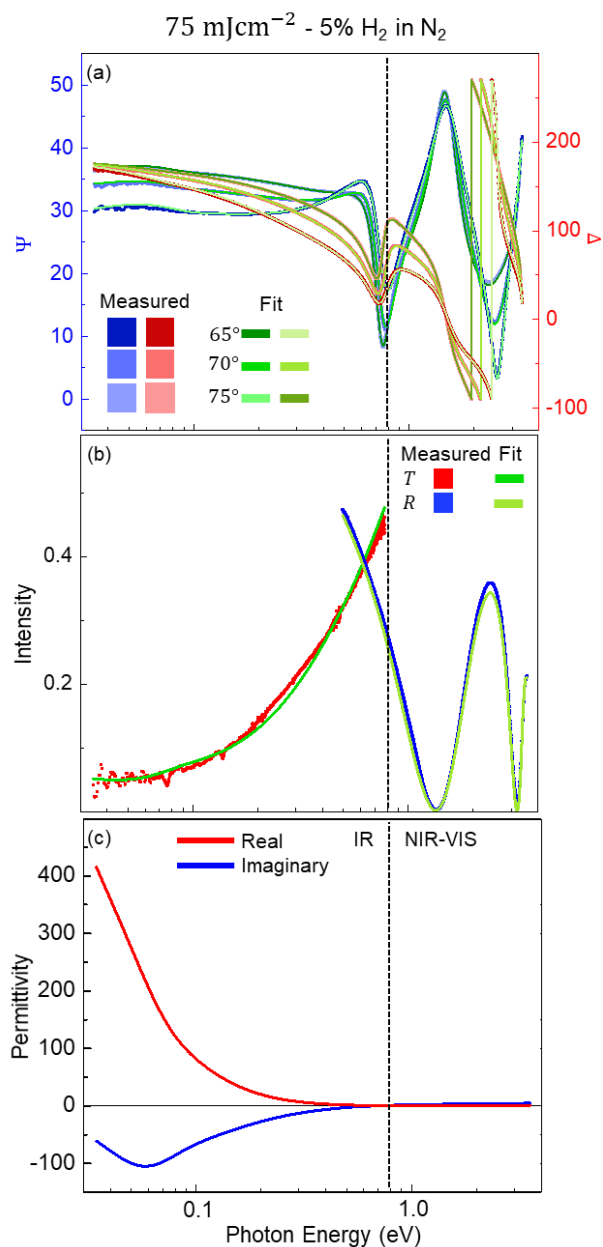 75 mJcm⁻² - 5% H₂ in N₂
(a)
50
40
30
20
10
0
Ψ
200
100
0
-100
Δ
Measured
Fit
65°
70°
75°
(b)
Measured Fit
T
R
0.4
0.2
Intensity
(c)
Real
Imaginary
IR
NIR-VIS
400
300
200
100
0
-100
Permittivity
0.1
1.0
Photon Energy (eV)